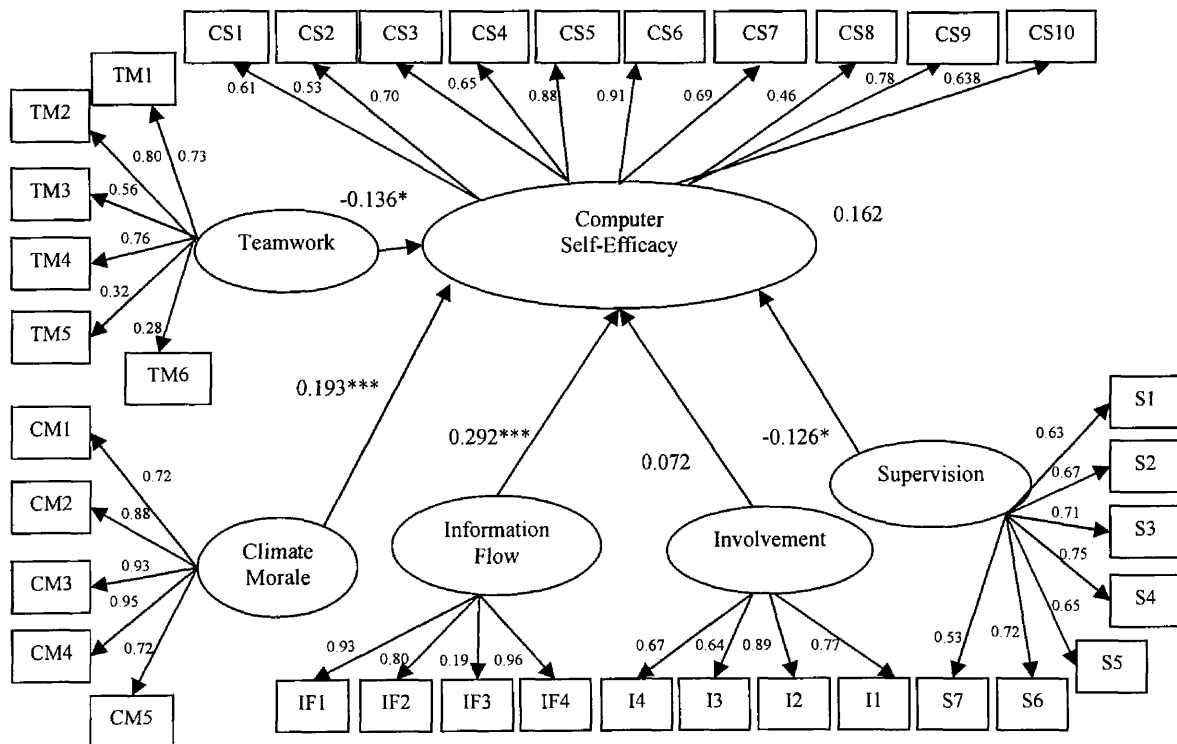 CS1
CS2
CS3
CS4
CS5
CS6
CS7
CS8
CS9
CS10
0.61
0.53
0.70
0.65
0.88
0.91
0.69
0.46
0.78
0.638
TM1
TM2
TM3
TM4
TM5
TM6
0.73
0.80
0.56
0.76
0.32
0.28
Teamwork
-0.136*
Computer
Self-Efficacy
0.162
0.193***
0.292***
0.072
-0.126*
CM1
CM2
CM3
CM4
CM5
0.72
0.88
0.93
0.95
0.72
Climate
Morale
Information
Flow
0.93
0.80
0.19
0.96
IF1
IF2
IF3
IF4
Involvement
0.67
0.64
0.89
0.77
I4
I3
I2
I1
Supervision
0.63
0.67
0.71
0.75
0.65
0.72
0.53
S1
S2
S3
S4
S5
S6
S7